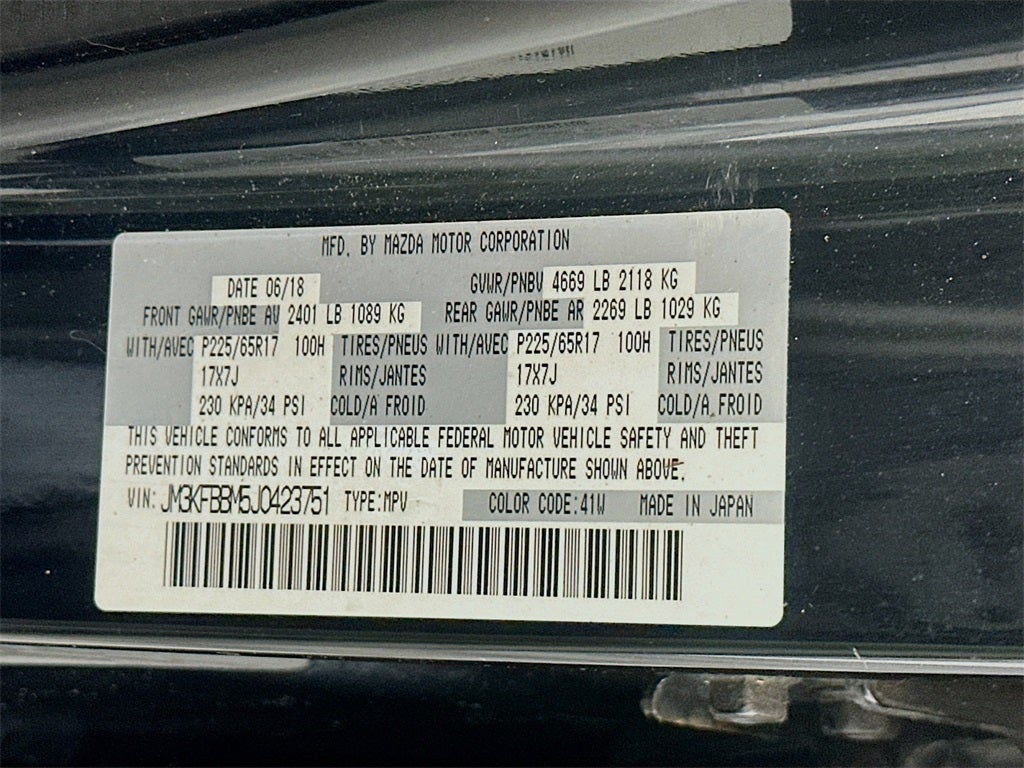 MFD. BY MAZDA MOTOR CORPORATION
DATE 06/18 GVWR/PNBV 4669 LB 2118 KG
FRONT GAWR/PNBE AV 2401 LB 1089 KG REAR GAWR/PNBE AR 2269 LB 1029 KG
WITH/AVEC P225/65R17 100H TIRES/PNEUS WITH/AVEC P225/65R17 100H TIRES/PNEUS
17X7J RIMS/JANTES 17X7J RIMS/JANTES
230 KPA/34 PSI COLD/A FROID 230 KPA/34 PSI COLD/A FROID
THIS VEHICLE CONFORMS TO ALL APPLICABLE FEDERAL MOTOR VEHICLE SAFETY AND THEFT
PREVENTION STANDARDS IN EFFECT ON THE DATE OF MANUFACTURE SHOWN ABOVE.
VIN: JM3KFBBM5J0423751 TYPE:MPV COLOR CODE:41W MADE IN JAPAN